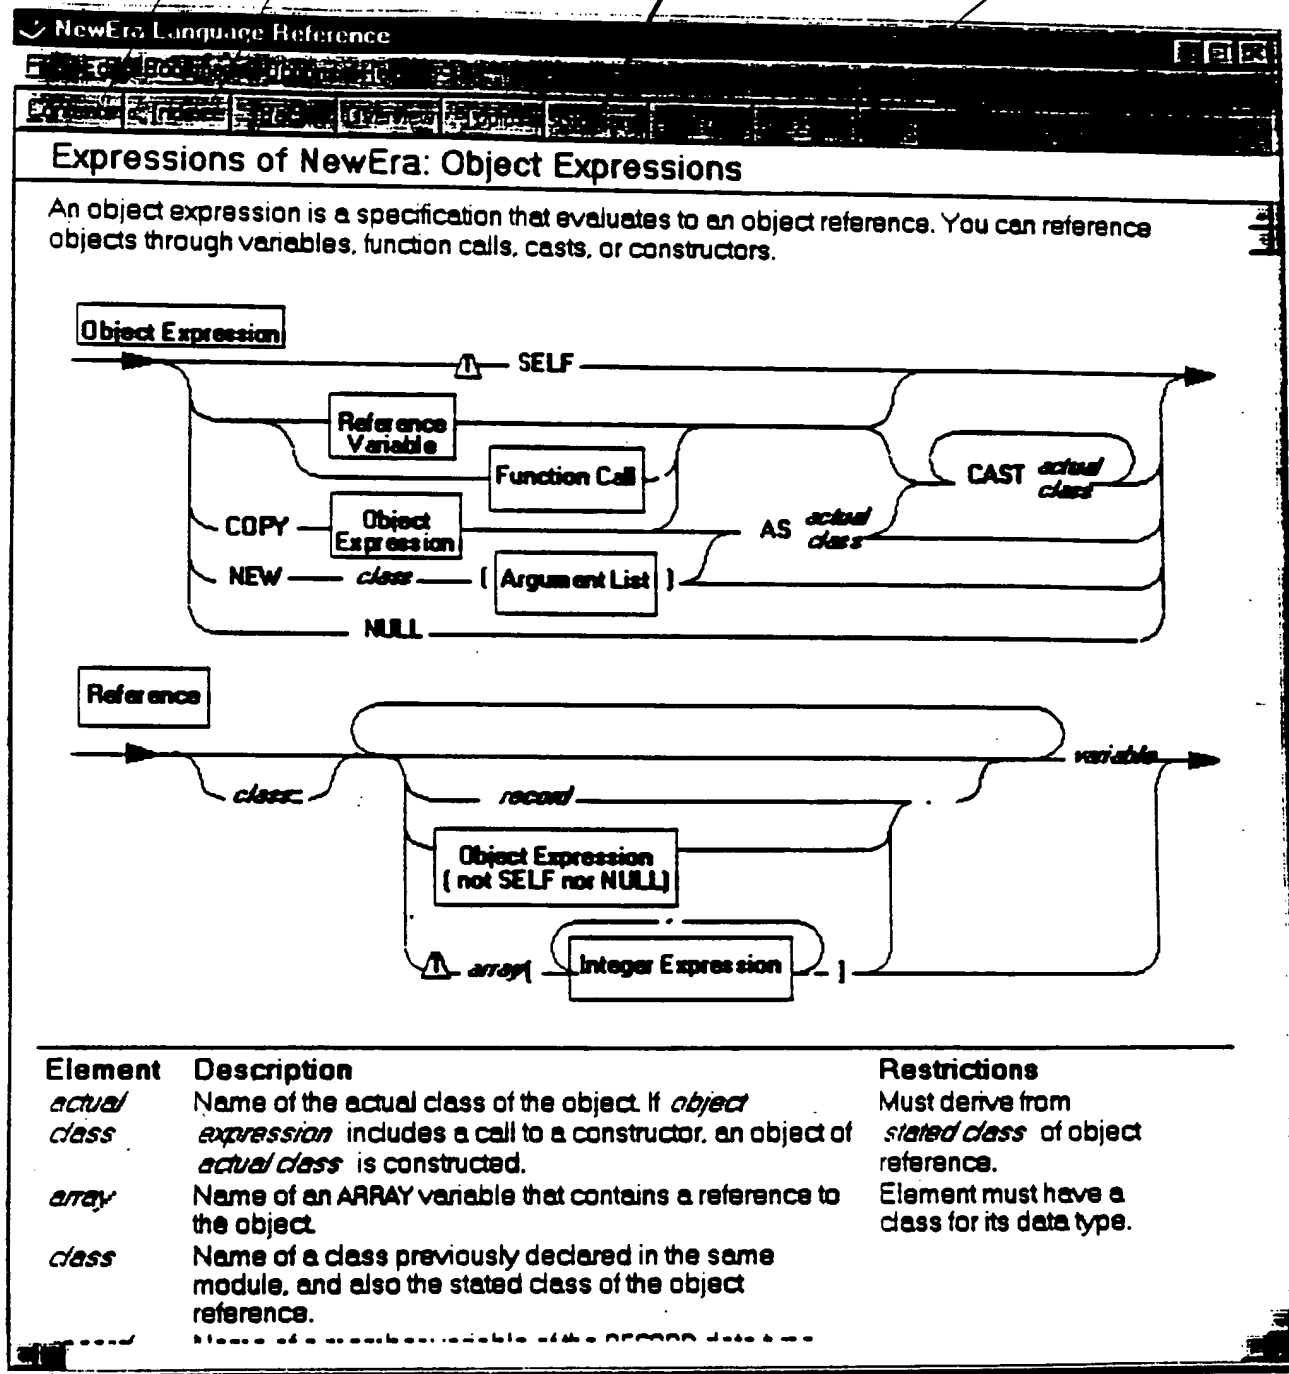 NewEra Language Reference
Expressions of NewEra: Object Expressions
An object expression is a specification that evaluates to an object reference. You can reference
objects through variables, function calls, casts, or constructors.
Object Expression
SELF
Reference
Variable
Function Call
CAST actual
class
COPY Object
Expression
AS actual
class
NEW class ( Argument List )
NULL
Reference
class::
variable
record .
Object Expression
( not SELF nor NULL)
,
array[ Integer Expression ]
Element Description Restrictions
actual Name of the actual class of the object. If object Must derive from
class expression includes a call to a constructor, an object of stated class of object
actual class is constructed. reference.
array Name of an ARRAY variable that contains a reference to Element must have a
the object. class for its data type.
class Name of a class previously declared in the same
module, and also the stated class of the object
reference.